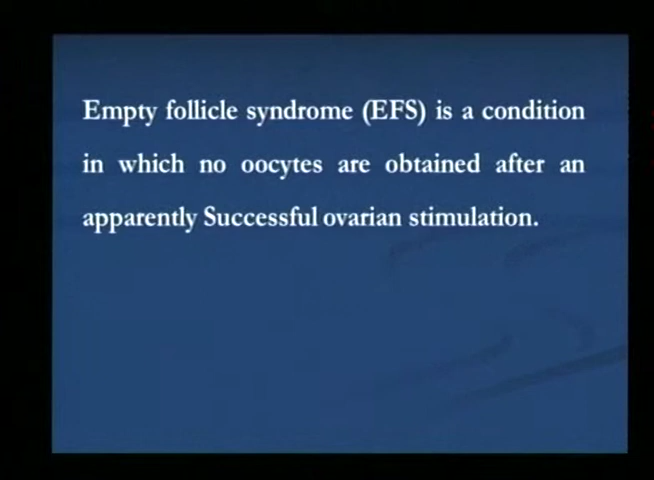 Empty follicle syndrome (EFS) is a condition
in which no oocytes are obtained after an
apparently Successful ovarian stimulation.